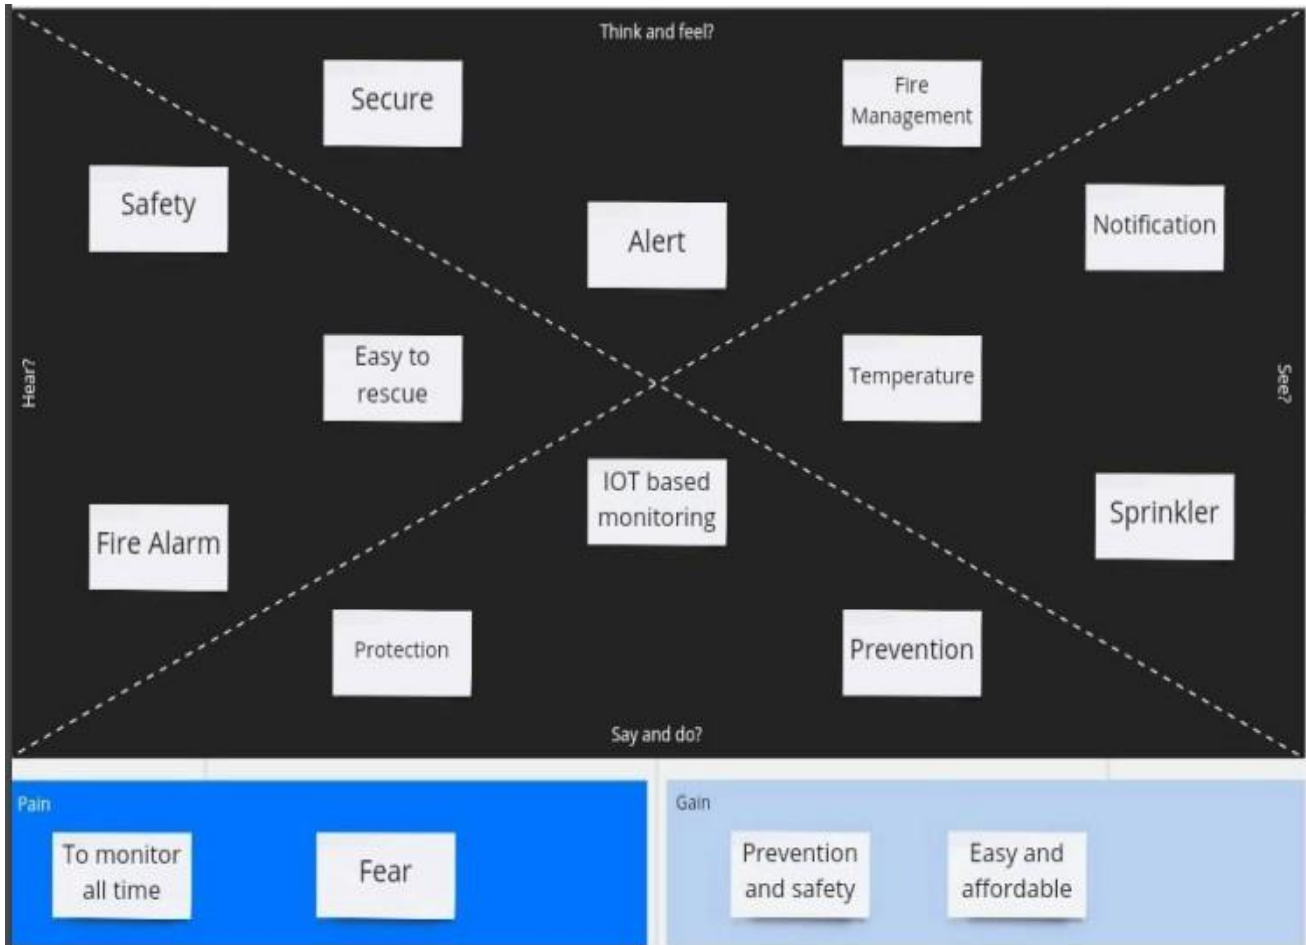 Think and feel?
Secure
Fire
Management
Safety
Alert
Notification
Hear?
Easy to
rescue
Temperature
See?
IOT based
monitoring
Fire Alarm
Sprinkler
Protection
Prevention
Say and do?
Pain
To monitor
all time
Fear
Gain
Prevention
and safety
Easy and
affordable